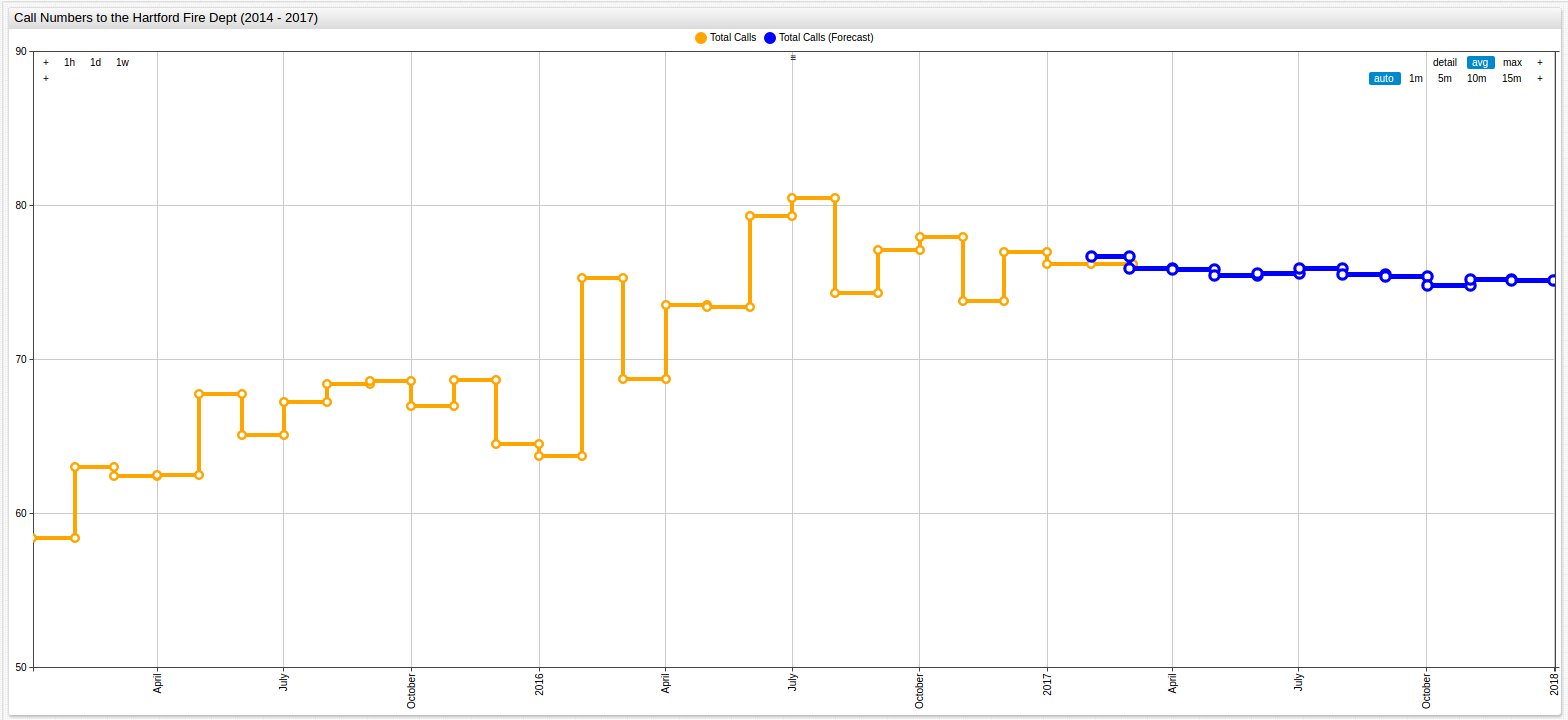 Call Numbers to the Hartford Fire Dept (2014 - 2017)
Total Calls Total Calls (Forecast)
+ 1h 1d 1w
+
≡
detail avg max +
auto 1m 5m 10m 15m +
90
80
70
60
50
April July October 2016 April July October 2017 April July October 2018